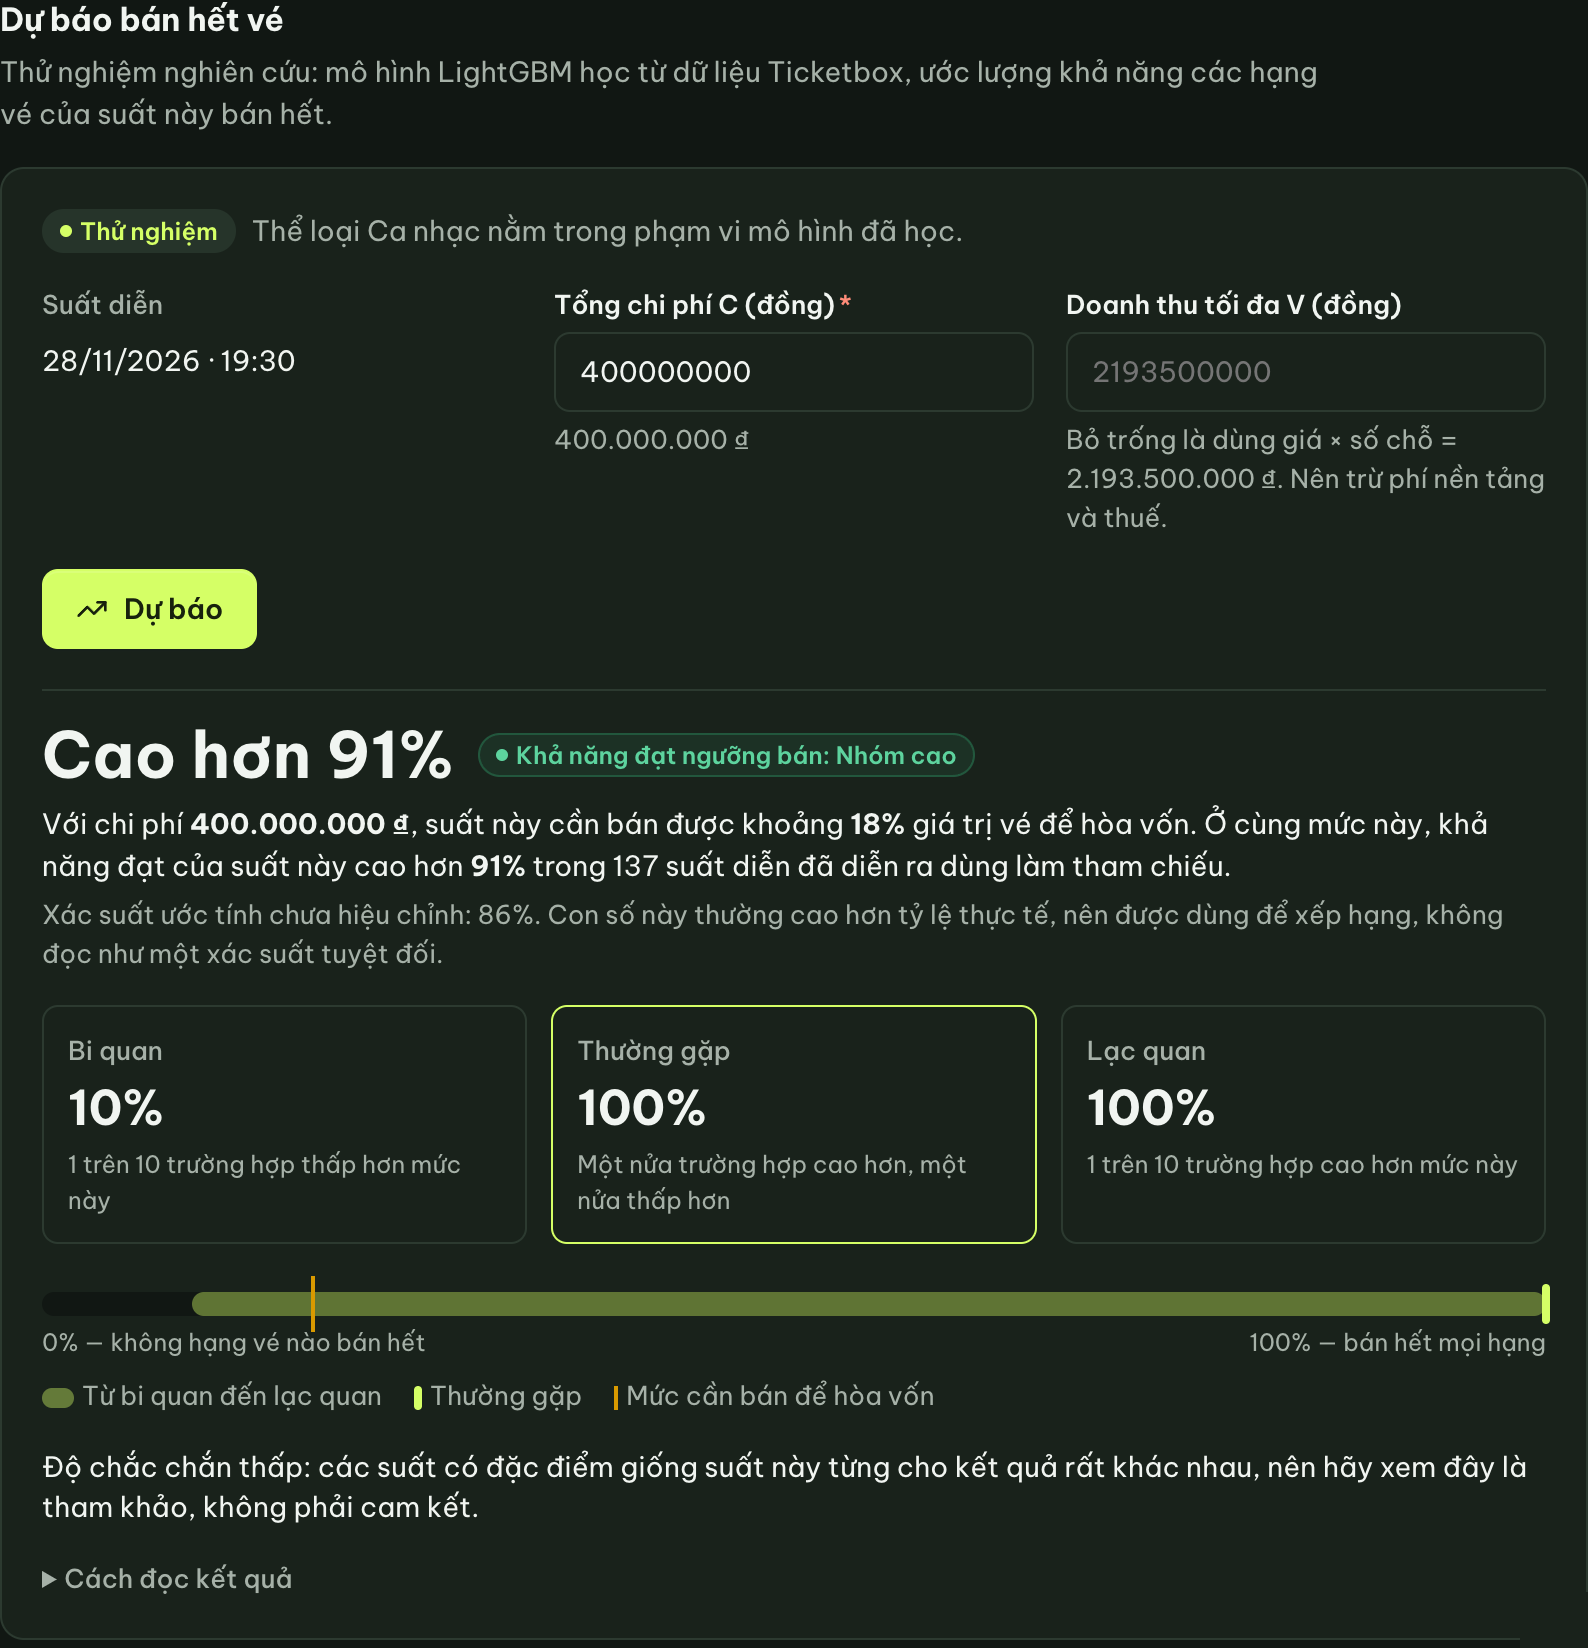 Dự báo bán hết vé
Thử nghiệm nghiên cứu: mô hình LightGBM học từ dữ liệu Ticketbox, ước lượng khả năng các hạng
vé của suất này bán hết.
Thử nghiệm
Thể loại Ca nhạc nằm trong phạm vi mô hình đã học.
Suất diễn
28/11/2026 · 19:30
Tổng chi phí C (đồng) *
400000000
400.000.000 ₫
Doanh thu tối đa V (đồng)
2193500000
Bỏ trống là dùng giá × số chỗ =
2.193.500.000 ₫. Nên trừ phí nền tảng
và thuế.
Dự báo
Cao hơn 91%
Khả năng đạt ngưỡng bán: Nhóm cao
Với chi phí 400.000.000 ₫, suất này cần bán được khoảng 18% giá trị vé để hòa vốn. Ở cùng mức này, khả
năng đạt của suất này cao hơn 91% trong 137 suất diễn đã diễn ra dùng làm tham chiếu.
Xác suất ước tính chưa hiệu chỉnh: 86%. Con số này thường cao hơn tỷ lệ thực tế, nên được dùng để xếp hạng, không
đọc như một xác suất tuyệt đối.
Bi quan
10%
1 trên 10 trường hợp thấp hơn mức
này
Thường gặp
100%
Một nửa trường hợp cao hơn, một
nửa thấp hơn
Lạc quan
100%
1 trên 10 trường hợp cao hơn mức này
0% — không hạng vé nào bán hết
100% — bán hết mọi hạng
Từ bi quan đến lạc quan
Thường gặp
Mức cần bán để hòa vốn
Độ chắc chắn thấp: các suất có đặc điểm giống suất này từng cho kết quả rất khác nhau, nên hãy xem đây là
tham khảo, không phải cam kết.
Cách đọc kết quả